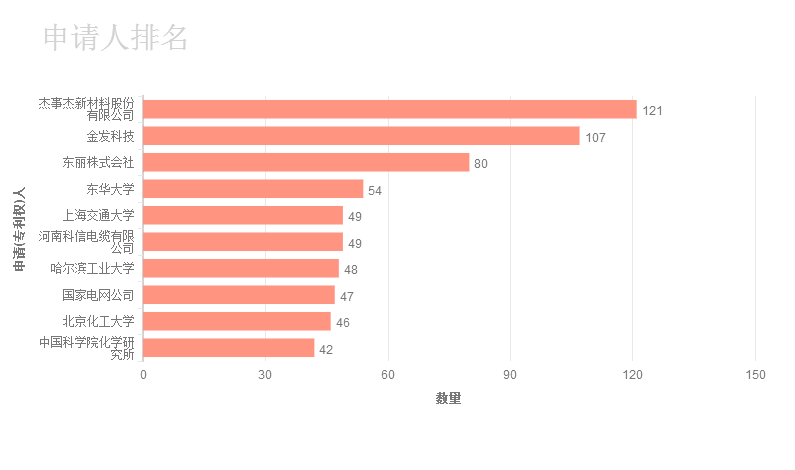 申请人排名
杰事杰新材料股份
有限公司
121
金发科技
107
东丽株式会社
80
东华大学
54
上海交通大学
49
河南科信电缆有限
公司
49
哈尔滨工业大学
48
国家电网公司
47
北京化工大学
46
中国科学院化学研
究所
42
申请(专利权)人
0 30 60 90 120 150
数量